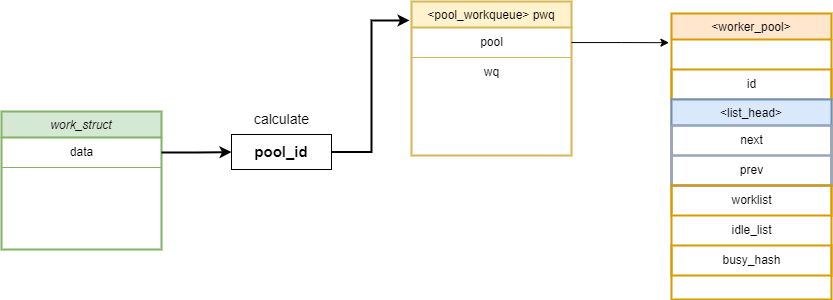 work_struct
data
calculate
pool_id
<pool_workqueue> pwq
pool
wq
<worker_pool>
id
<list_head>
next
prev
worklist
idle_list
busy_hash